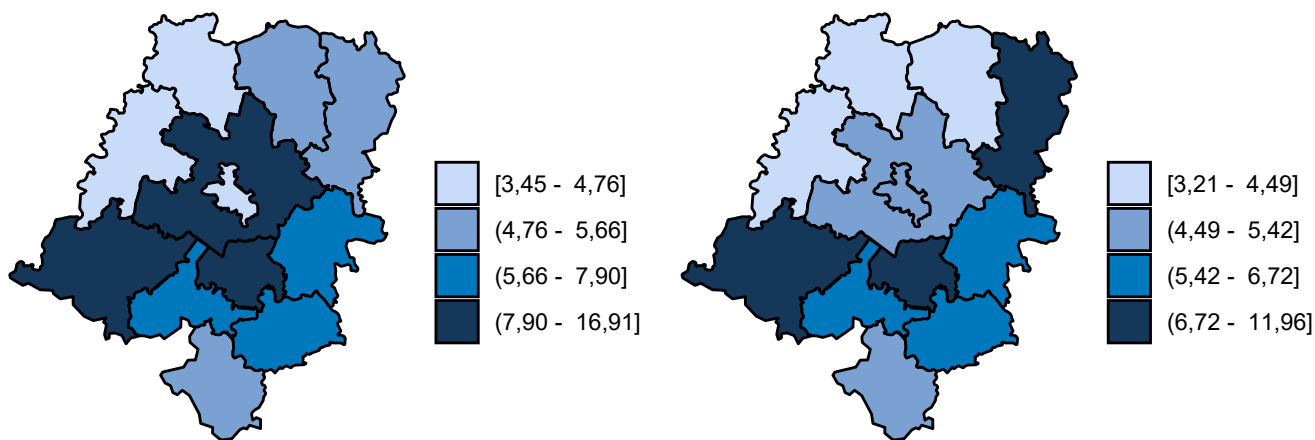 [3,45 - 4,76]
(4,76 - 5,66]
(5,66 - 7,90]
(7,90 - 16,91]
[3,21 - 4,49]
(4,49 - 5,42]
(5,42 - 6,72]
(6,72 - 11,96]